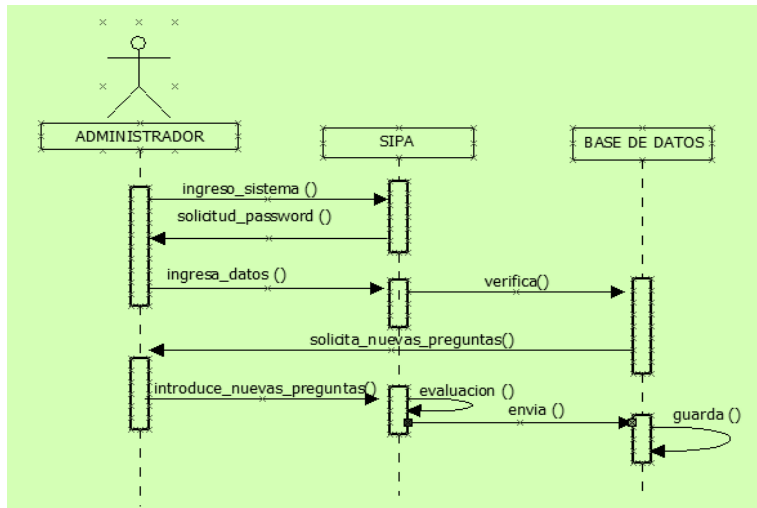 ADMINISTRADOR
SIPA
BASE DE DATOS
ingreso_sistema ()
solicitud_password ()
ingresa_datos ()
verifica()
solicita_nuevas_preguntas()
introduce_nuevas_preguntas()
evaluacion ()
envia ()
guarda ()